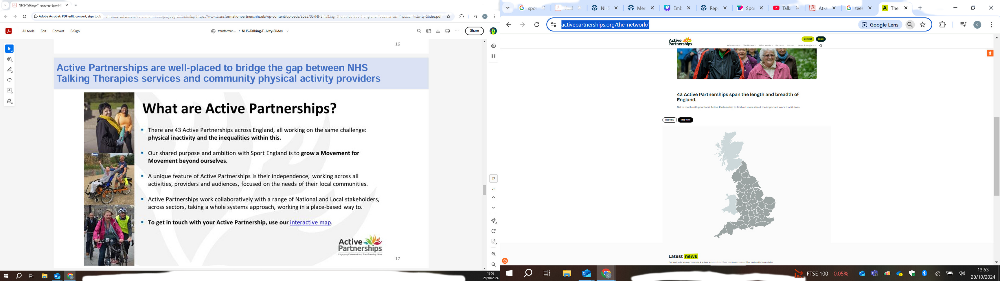 NHS-Talking-Therapies-Sport-E
Adobe Acrobat: PDF edit, convert, sign tools
https://www.transformationpartners.nhs.uk/wp-content/uploads/2023/03/NHS-Talking-Therapies-Sport-England-Webinar-on-Physical-Activity-Slides.pdf
All tools Edit Convert E-Sign
transformati... / NHS-Talking-T...ivity-Slides
Share
16
Active Partnerships are well-placed to bridge the gap between NHS
Talking Therapies services and community physical activity providers
What are Active Partnerships?
▪ There are 43 Active Partnerships across England, all working on the same challenge:
physical inactivity and the inequalities within this.
▪ Our shared purpose and ambition with Sport England is to grow a Movement for
Movement beyond ourselves.
▪ A unique feature of Active Partnerships is their independence, working across all
activities, providers and audiences, focused on the needs of their local communities.
▪ Active Partnerships work collaboratively with a range of National and Local stakeholders,
across sectors, taking a whole systems approach, working in a place-based way to.
▪ To get in touch with your Active Partnership, use our interactive map.
Active
Partnerships
Engaging Communities, Transforming Lives
17
17
25
13:53
28/10/2024
spor
NHS
Mer
Emb
Rep
Spo
Talk
At-a
tees
The
activepartnerships.org/the-network/
Google Lens
Active
Partnerships
Contact Login
Who we are The Network What we do Partners Impact News & Insights
43 Active Partnerships span the length and breadth of
England.
Get in touch with your local Active Partnership to find out more about the important work that it does.
List view Map view
Latest news
Our work tells a story. Take a look at how we transform lives, empower communities, and tackle inequalities.
FTSE 100 -0.05%
13:53
28/10/2024